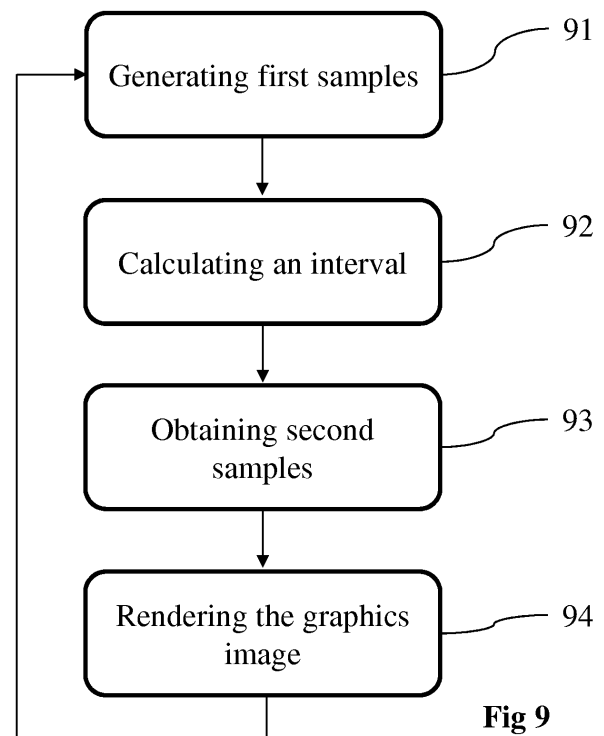 91
Generating first samples
92
Calculating an interval
93
Obtaining second
samples
94
Rendering the graphics
image
Fig 9